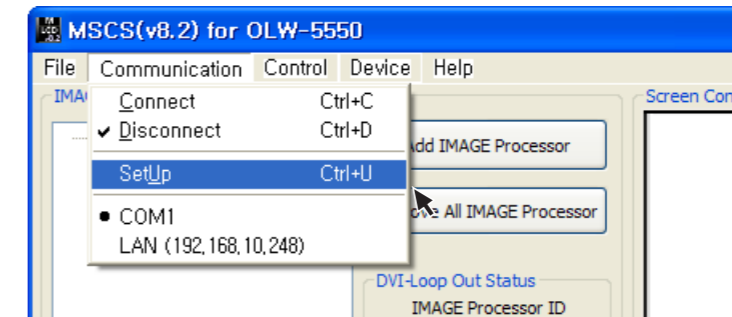 MSCS(v8.2) for OLW-5550
File Communication Control Device Help
Screen Con
Connect Ctrl+C
Disconnect Ctrl+D
SetUp Ctrl+U
COM1
LAN (192,168,10,248)
dd IMAGE Processor
All IMAGE Processor
DVI-Loop Out Status
IMAGE Processor ID